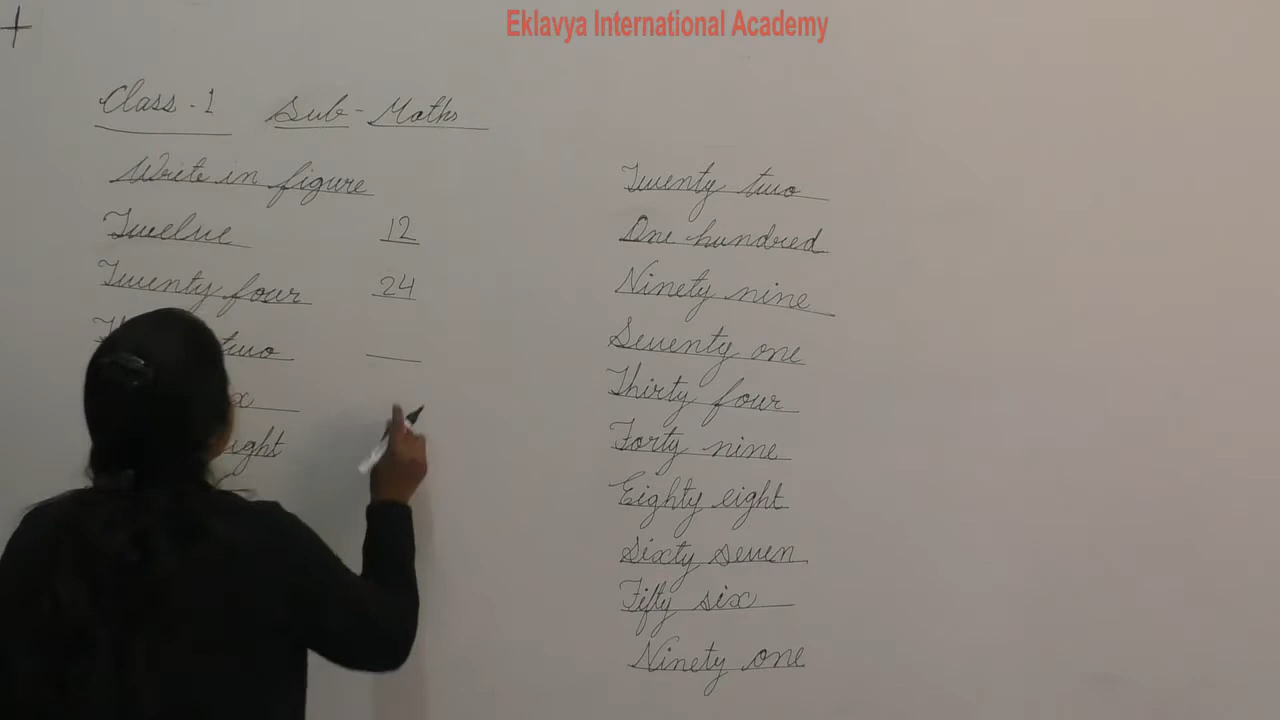 Eklavya International Academy
Class - 1 Sub - Maths
Write in figure
Twelve 12
Twenty four 24
two
Twenty two
One hundred
Ninety nine
Seventy one
Thirty four
Forty nine
Eighty eight
Sixty seven
Fifty six
Ninety one